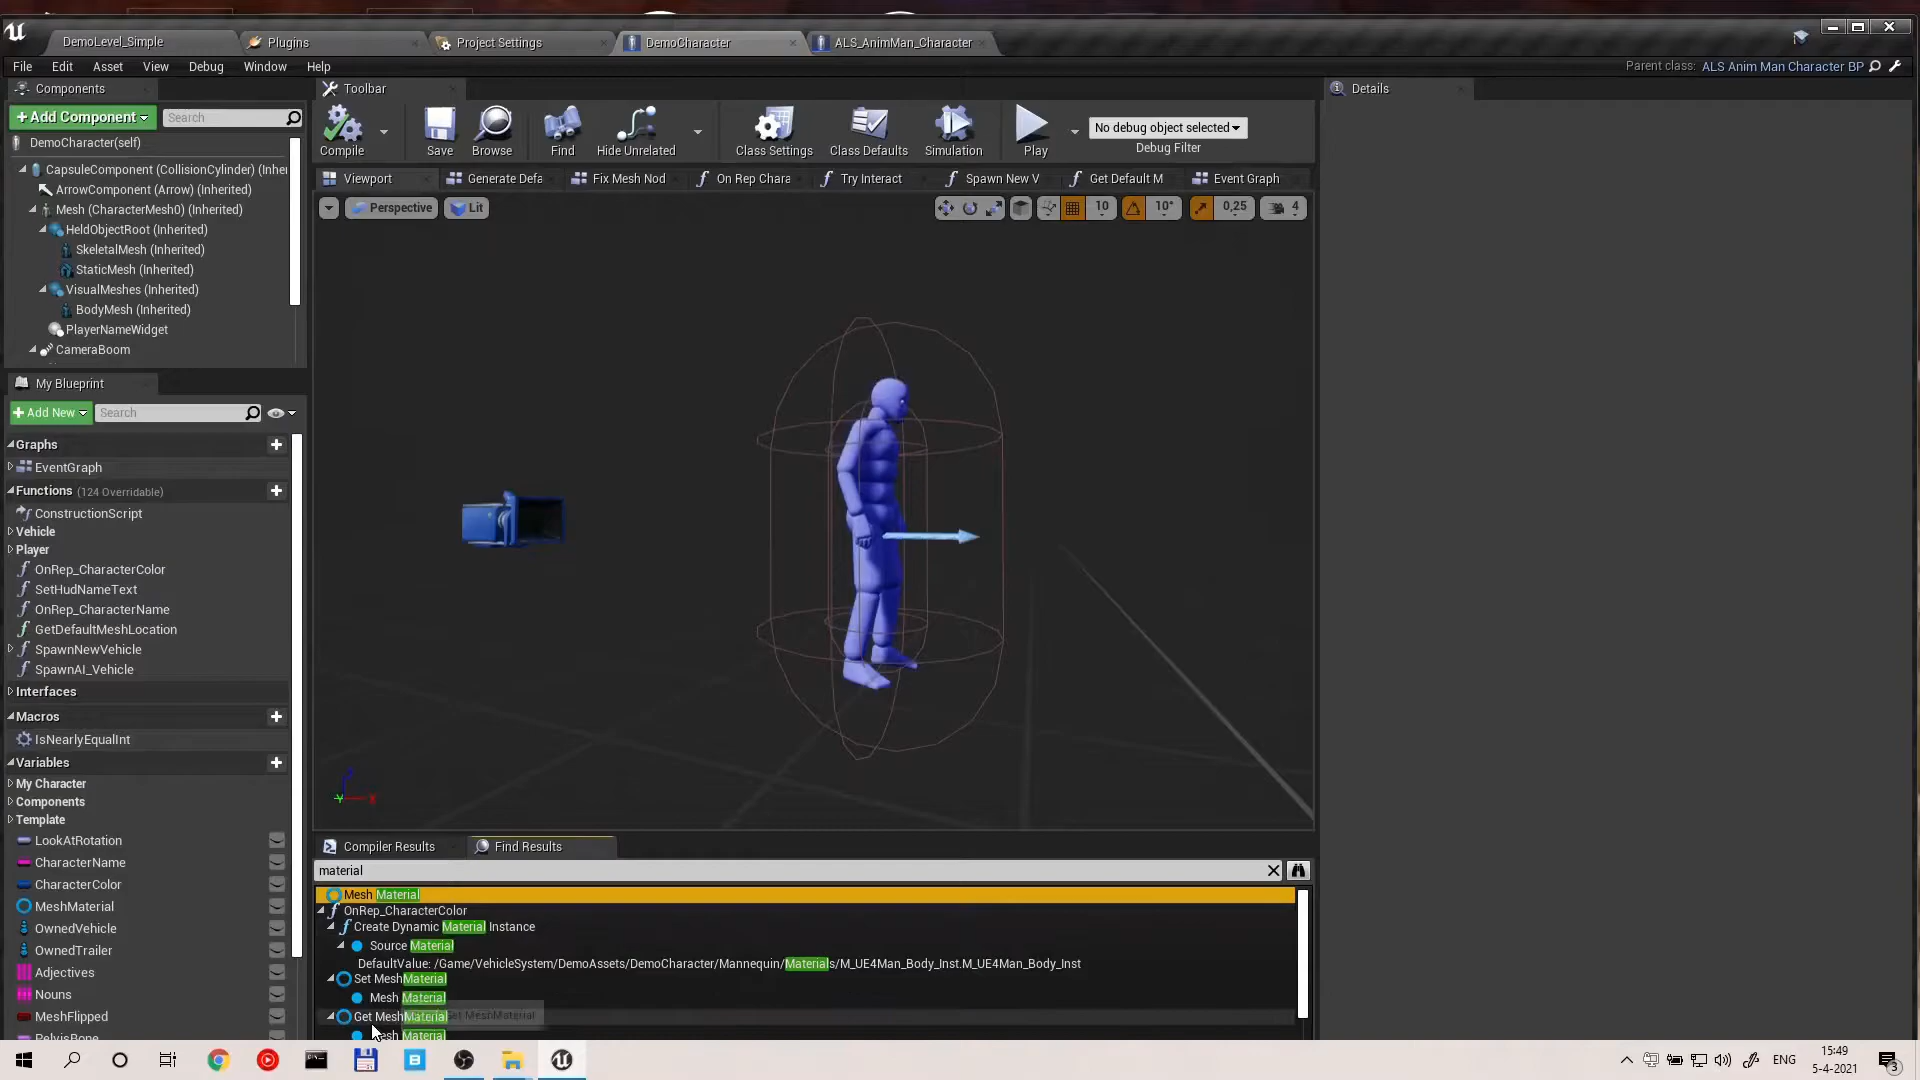 DemoLevel_Simple
Plugins
Project Settings
DemoCharacter
ALS_AnimMan_Character
File Edit Asset View Debug Window Help
Parent class: ALS Anim Man Character BP
Components
Toolbar
Details
Add Component
Search
DemoCharacter(self)
CapsuleComponent (CollisionCylinder) (Inher
ArrowComponent (Arrow) (Inherited)
Mesh (CharacterMesh0) (Inherited)
HeldObjectRoot (Inherited)
SkeletalMesh (Inherited)
StaticMesh (Inherited)
VisualMeshes (Inherited)
BodyMesh (Inherited)
PlayerNameWidget
CameraBoom
Compile Save Browse Find Hide Unrelated Class Settings Class Defaults Simulation Play
No debug object selected
Debug Filter
Viewport Generate Defa Fix Mesh Nod On Rep Chara Try Interact Spawn New V Get Default M Event Graph
Perspective Lit 10 10° 0,25 4
My Blueprint
Add New Search
Graphs
EventGraph
Functions (124 Overridable)
ConstructionScript
Vehicle
Player
OnRep_CharacterColor
SetHudNameText
OnRep_CharacterName
GetDefaultMeshLocation
SpawnNewVehicle
SpawnAI_Vehicle
Interfaces
Macros
IsNearlyEqualInt
Variables
My Character
Components
Template
LookAtRotation
CharacterName
CharacterColor
MeshMaterial
OwnedVehicle
OwnedTrailer
Adjectives
Nouns
MeshFlipped
PelvisBone
Compiler Results Find Results
material
Mesh Material
OnRep_CharacterColor
Create Dynamic Material Instance
Source Material
DefaultValue: /Game/VehicleSystem/DemoAssets/DemoCharacter/Mannequin/Materials/M_UE4Man_Body_Inst.M_UE4Man_Body_Inst
Set MeshMaterial
Mesh Material
Get MeshMaterial
Material
ENG
15:49
5-4-2021
3